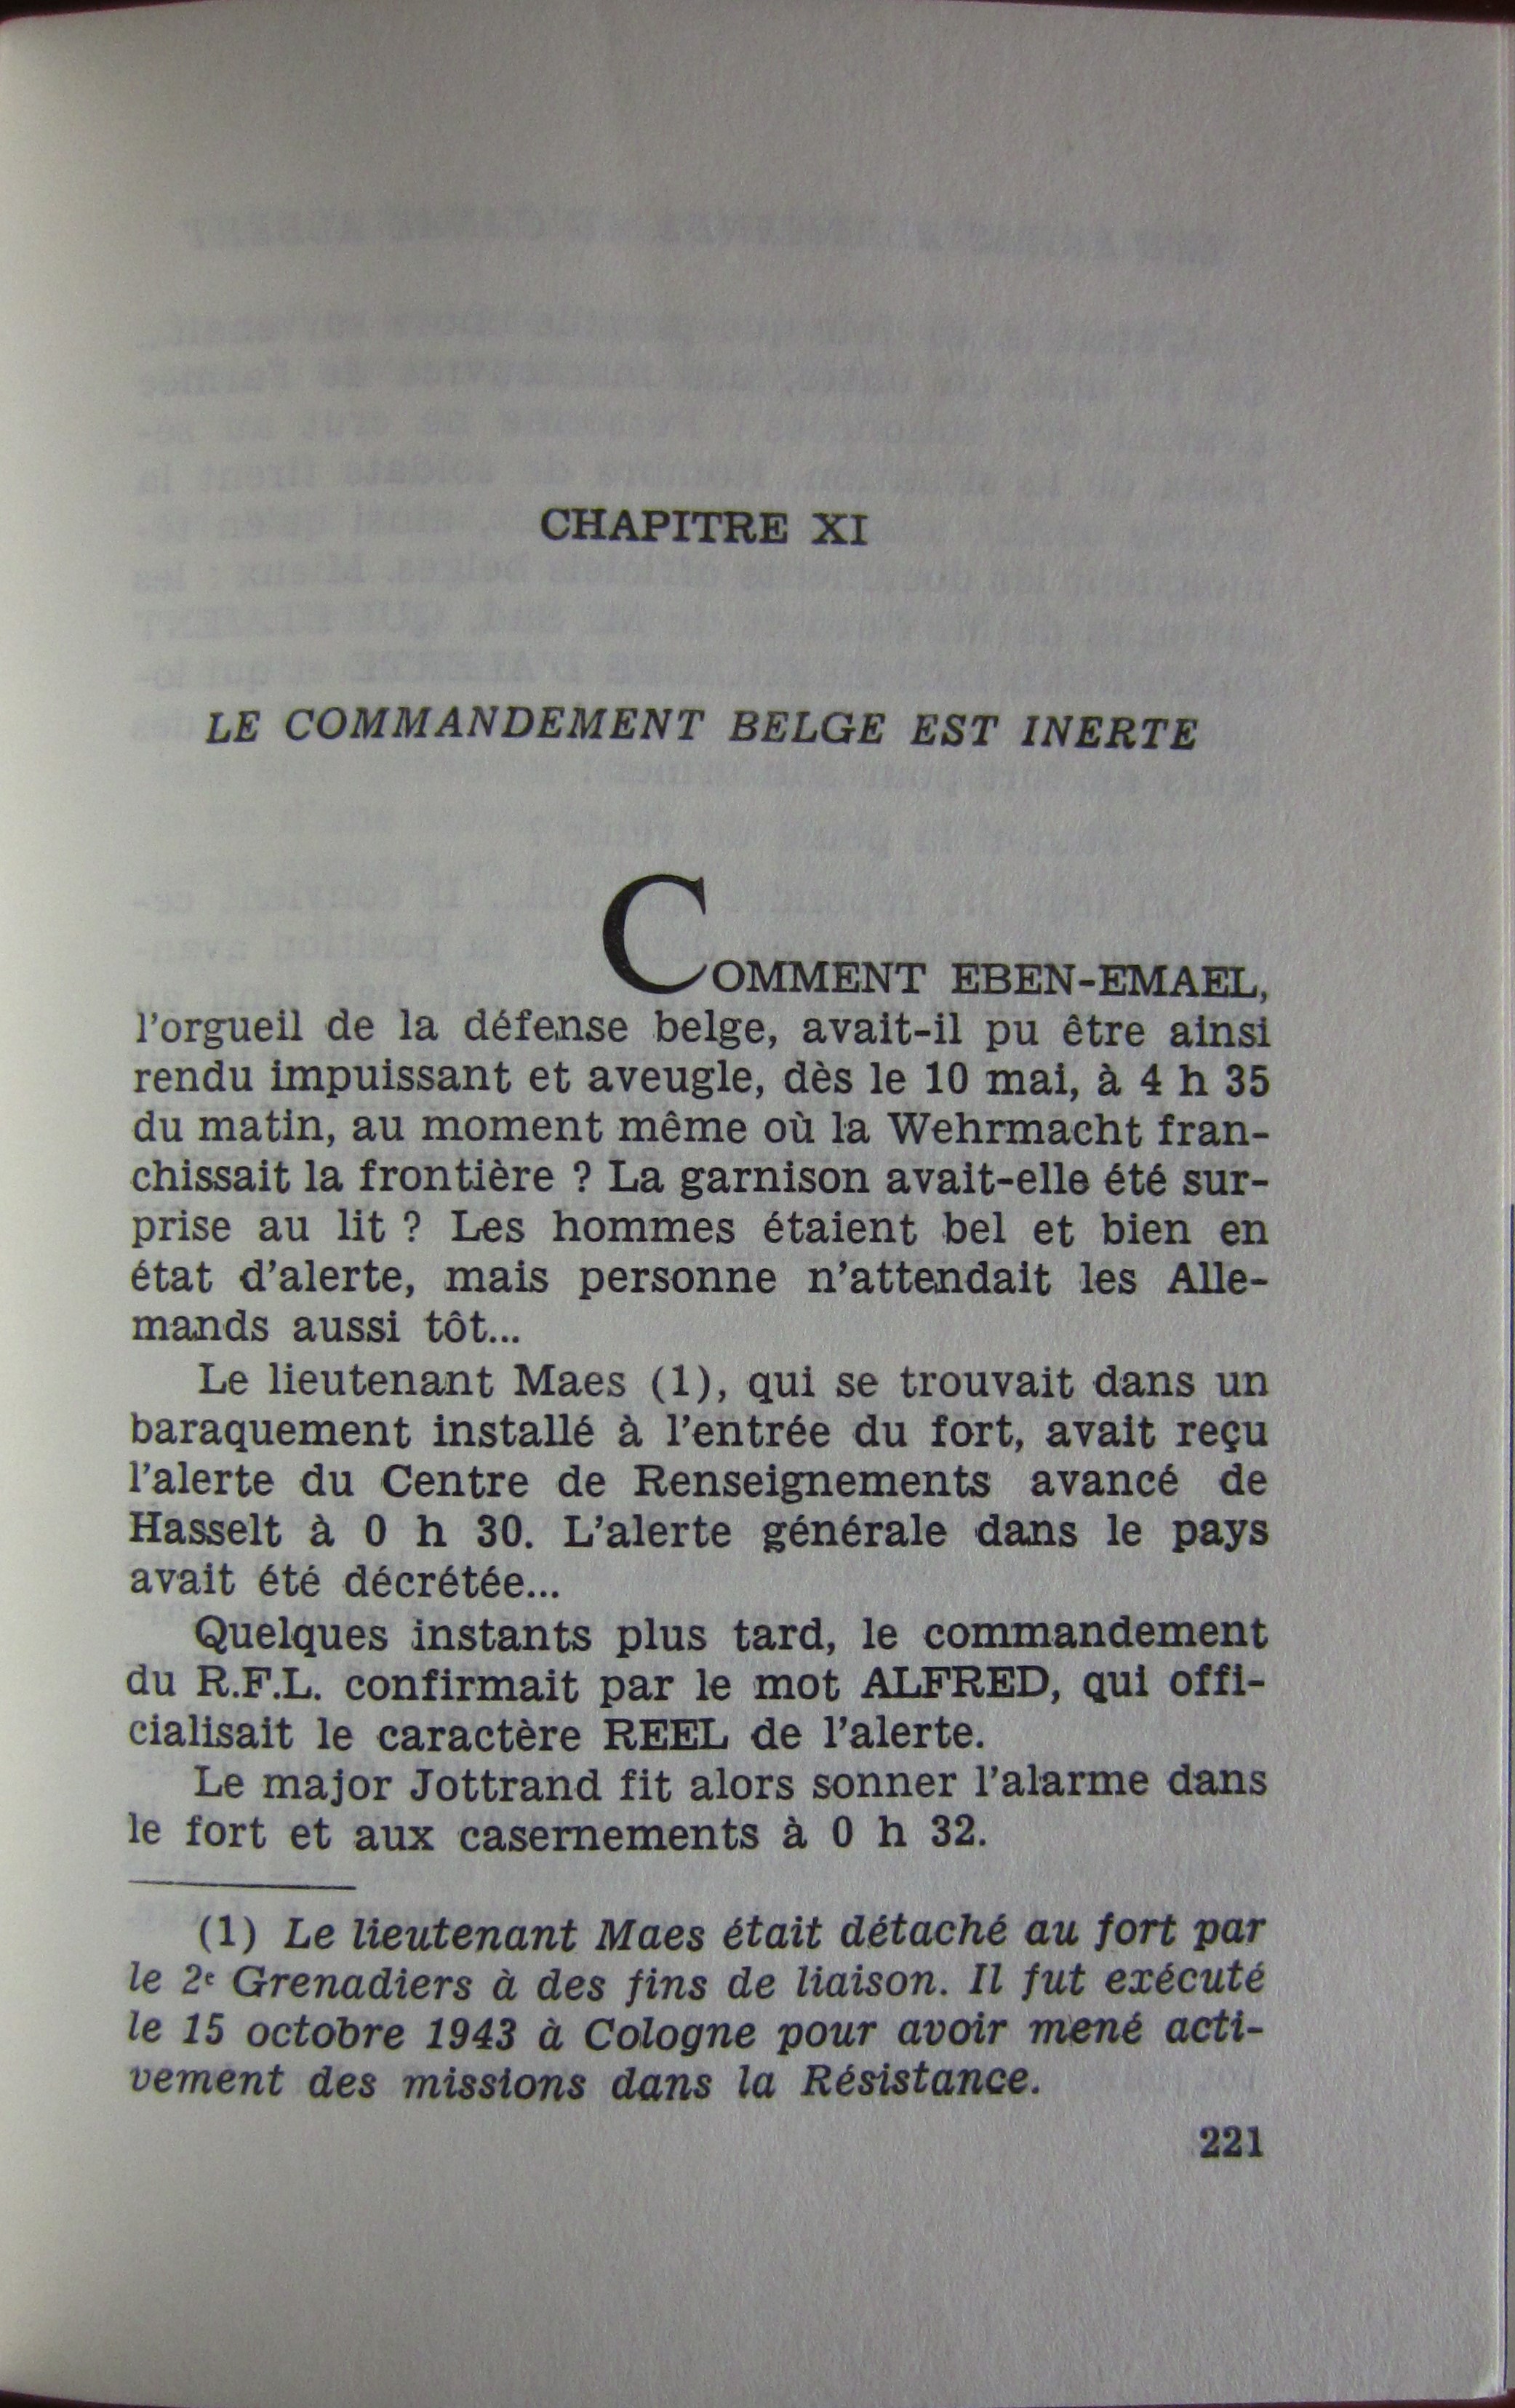 CHAPITRE XI
LE COMMANDEMENT BELGE EST INERTE
COMMENT EBEN-EMAEL,
l'orgueil de la défense belge, avait-il pu être ainsi
rendu impuissant et aveugle, dès le 10 mai, à 4 h 35
du matin, au moment même où la Wehrmacht fran-
chissait la frontière ? La garnison avait-elle été sur-
prise au lit ? Les hommes étaient bel et bien en
état d'alerte, mais personne n'attendait les Alle-
mands aussi tôt...
Le lieutenant Maes (1), qui se trouvait dans un
baraquement installé à l'entrée du fort, avait reçu
l'alerte du Centre de Renseignements avancé de
Hasselt à 0 h 30. L'alerte générale dans le pays
avait été décrétée...
Quelques instants plus tard, le commandement
du R.F.L. confirmait par le mot ALFRED, qui offi-
cialisait le caractère REEL de l'alerte.
Le major Jottrand fit alors sonner l'alarme dans
le fort et aux casernements à 0 h 32.
(1) Le lieutenant Maes était détaché au fort par
le 2e Grenadiers à des fins de liaison. Il fut exécuté
le 15 octobre 1943 à Cologne pour avoir mené acti-
vement des missions dans la Résistance.
221